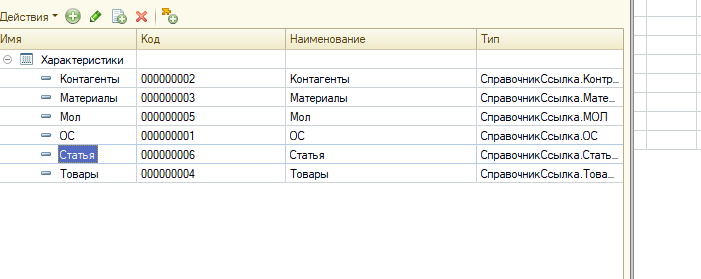 Действия
Имя Код Наименование Тип
Характеристики
Контагенты 000000002 Контагенты СправочникСсылка.Контр...
Материалы 000000003 Материалы СправочникСсылка.Мате...
Мол 000000005 Мол СправочникСсылка.МОЛ
ОС 000000001 ОС СправочникСсылка.ОС
Статья 000000006 Статья СправочникСсылка.Стать...
Товары 000000004 Товары СправочникСсылка.Това...